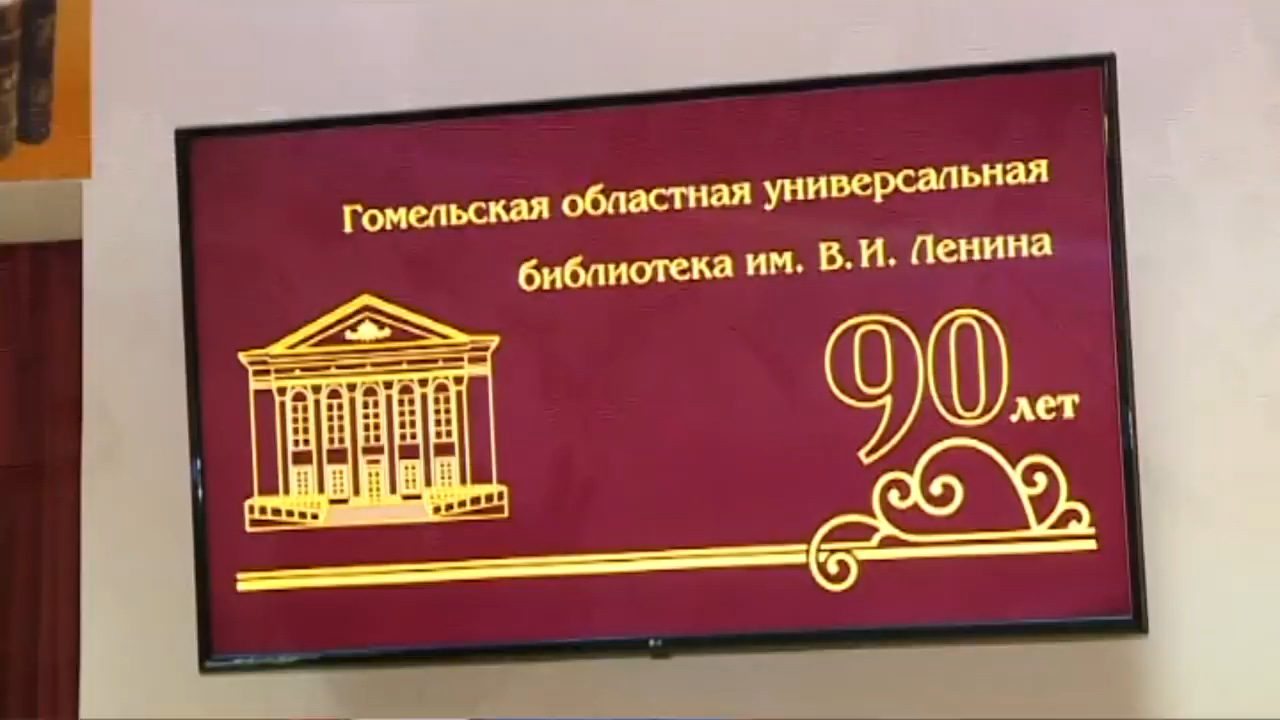 Гомельская областная универсальная
библиотека им. В.И. Ленина
90 лет